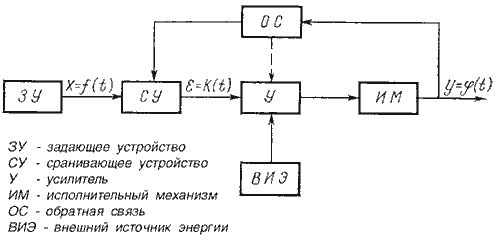 ОС
ЗУ
X=f(t)
СУ
Ɛ=K(t)
У
ИМ
У=φ(t)
ВИЭ
ЗУ - задающее устройство
СУ - сранивающее устройство
У - усилитель
ИМ - исполнительный механизм
ОС - обратная связь
ВИЭ - внешний источник энергии